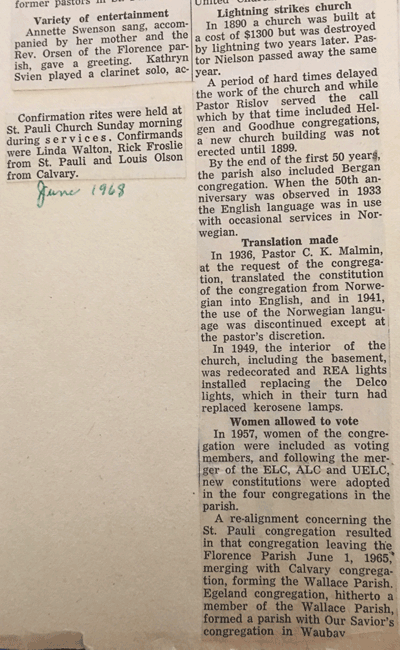 former pastors in
Variety of entertainment
Annette Swenson sang, accom-
panied by her mother and the
Rev. Orsen of the Florence par-
ish, gave a greeting. Kathryn
Svien played a clarinet solo, ac-
Confirmation rites were held at
St. Pauli Church Sunday morning
during services. Confirmands
were Linda Walton, Rick Froslie
from St. Pauli and Louis Olson
from Calvary.
June 1968
United
Lightning strikes church
In 1890 a church was built at
a cost of $1300 but was destroyed
by lightning two years later. Pas-
tor Nielson passed away the same
year.
A period of hard times delayed
the work of the church and while
Pastor Rislov served the call
which by that time included Hel-
gen and Goodhue congregations,
a new church building was not
erected until 1899.
By the end of the first 50 years,
the parish also included Bergan
congregation. When the 50th an-
niversary was observed in 1933
the English language was in use
with occasional services in Nor-
wegian.
Translation made
In 1936, Pastor C. K. Malmin,
at the request of the congrega-
tion, translated the constitution
of the congregation from Norwe-
gian into English, and in 1941,
the use of the Norwegian langu-
age was discontinued except at
the pastor's discretion.
In 1949, the interior of the
church, including the basement,
was redecorated and REA lights
installed replacing the Delco
lights, which in their turn had
replaced kerosene lamps.
Women allowed to vote
In 1957, women of the congre-
gation were included as voting
members, and following the mer-
ger of the ELC, ALC and UELC,
new constitutions were adopted
in the four congregations in the
parish.
A re-alignment concerning the
St. Pauli congregation resulted
in that congregation leaving the
Florence Parish June 1, 1965,
merging with Calvary congrega-
tion, forming the Wallace Parish.
Egeland congregation, hitherto a
member of the Wallace Parish,
formed a parish with Our Savior's
congregation in Waubay